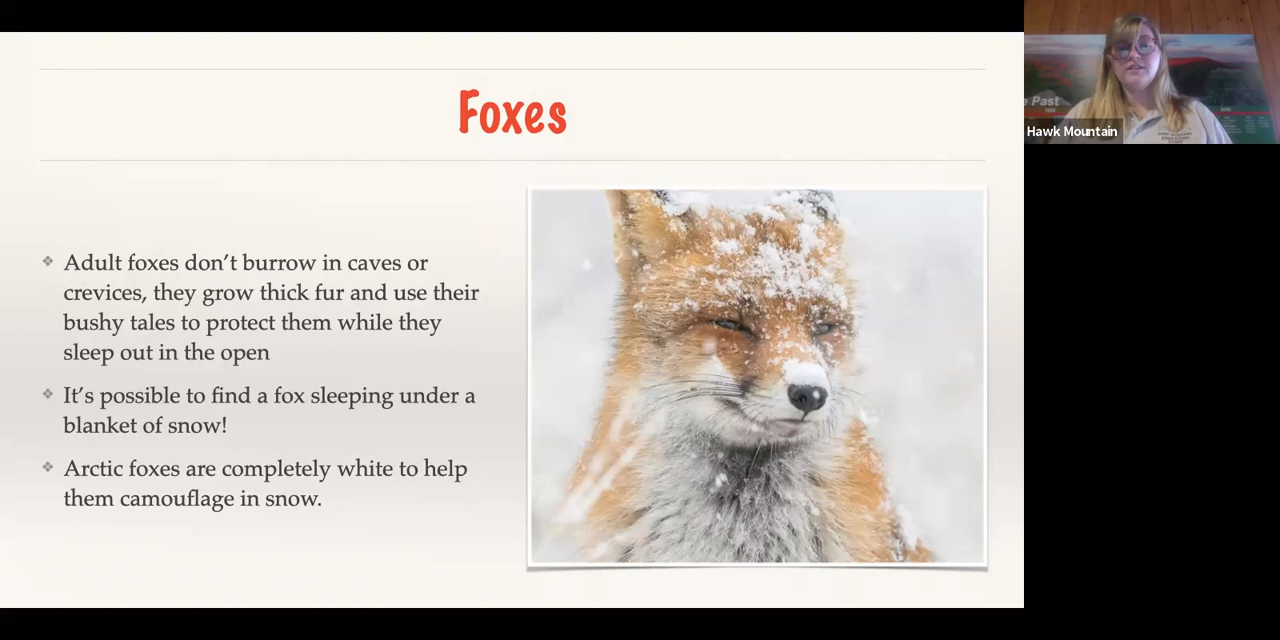 Foxes
Adult foxes don’t burrow in caves or
crevices, they grow thick fur and use their
bushy tales to protect them while they
sleep out in the open
It’s possible to find a fox sleeping under a
blanket of snow!
Arctic foxes are completely white to help
them camouflage in snow.
Past
Hawk Mountain